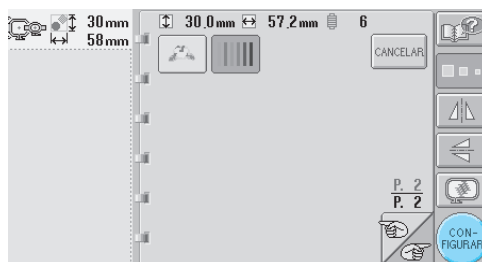 30 mm
58 mm
30.0 mm 57.2 mm 6
CANCELAR
P. 2
P. 2
CON-
FIGURAR